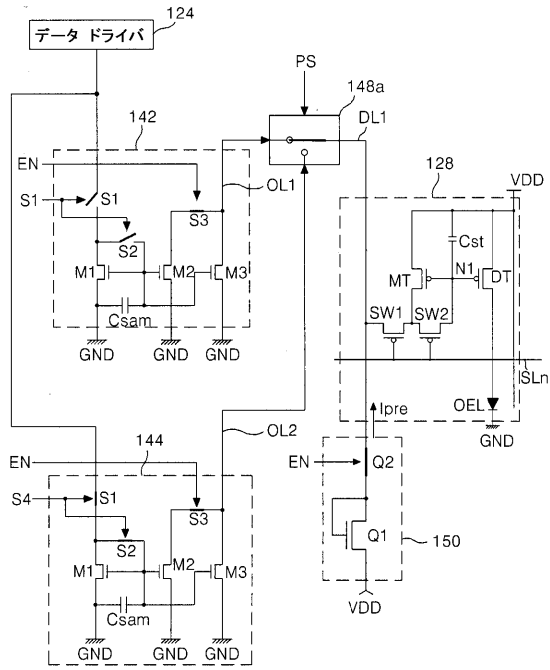 124
データ ドライバ
PS
148a
DL1
142
EN
OL1
S1
S1
S3
S2
M1
M2
M3
Csam
GND
GND
GND
128
VDD
Cst
MT
N1
DT
SW1
SW2
SLn
OEL
GND
Ipre
OL2
144
EN
S4
S1
S3
S2
M1
M2
M3
Csam
GND
GND
GND
EN
Q2
Q1
150
VDD